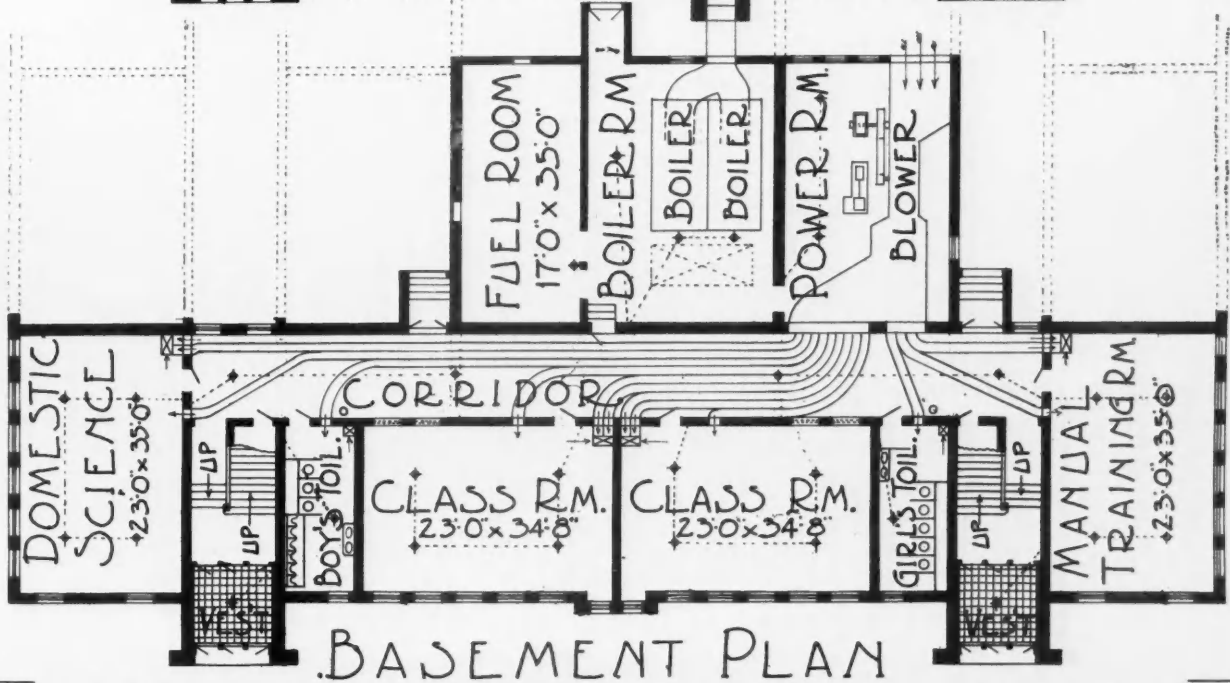 FUEL ROOM
17'0" x 35'0"
BOILER RM
BOILER
BOILER
POWER RM.
BLOWER
DOMESTIC
SCIENCE
23'0" x 35'0"
CORRIDOR.
MANUAL
TRAINING RM.
23'0" x 35'0"
UP
UP
BOY'S TOIL.
CLASS RM.
23'0" x 34'8"
CLASS RM.
23'0" x 34'8"
GIRLS TOIL.
UP
UP
VEST
VEST
.BASEMENT PLAN